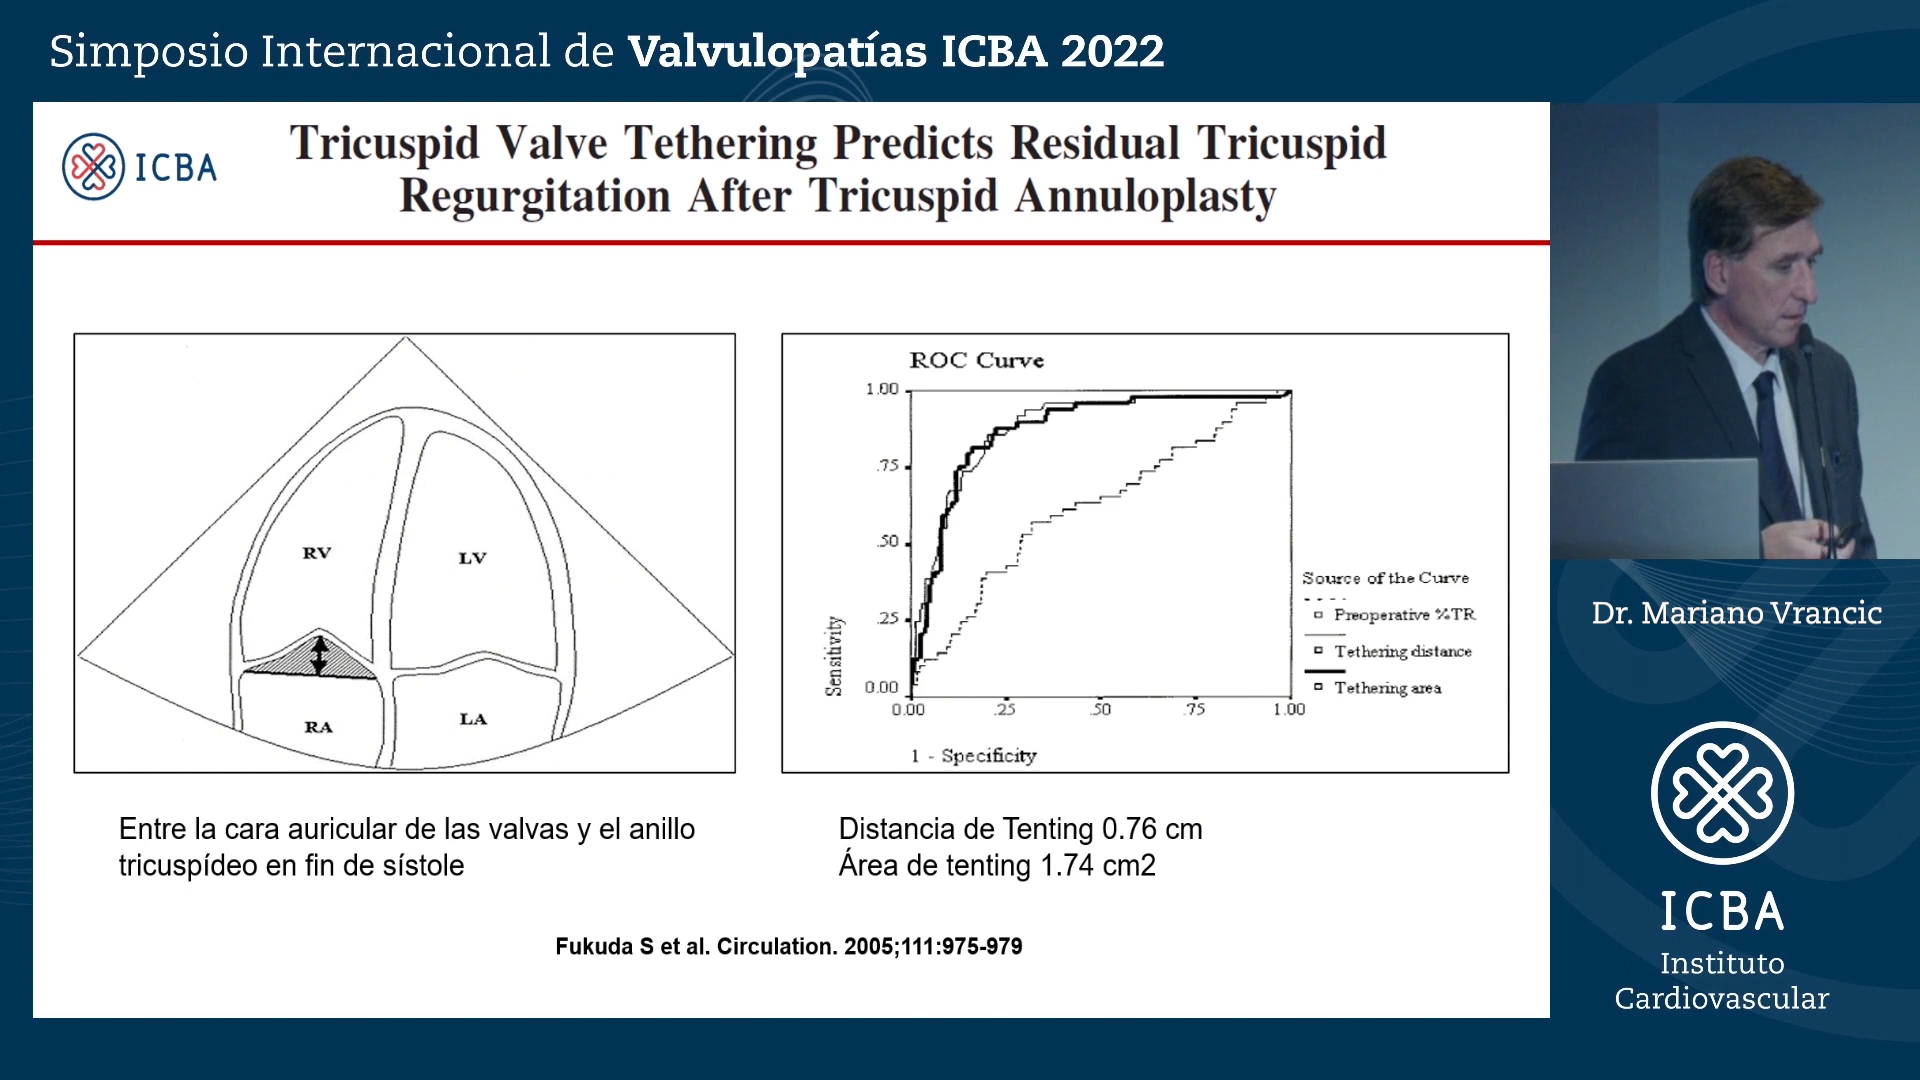 Simposio Internacional de Valvulopatías ICBA 2022
ICBA
Tricuspid Valve Tethering Predicts Residual Tricuspid
Regurgitation After Tricuspid Annuloplasty
RV
LV
RA
LA
ROC Curve
1.00
.75
.50
.25
0.00
Sensitivity
0.00 .25 .50 .75 1.00
1 - Specificity
Source of the Curve
Preoperative %TR
Tethering distance
Tethering area
Entre la cara auricular de las valvas y el anillo
tricuspídeo en fin de sístole
Distancia de Tenting 0.76 cm
Área de tenting 1.74 cm2
Fukuda S et al. Circulation. 2005;111:975-979
Dr. Mariano Vrancic
ICBA
Instituto
Cardiovascular